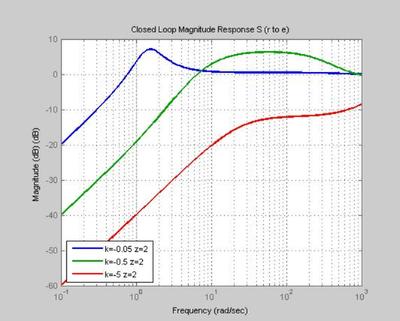 Closed Loop Magnitude Response S (r to e)
Magnitude (dB) (dB)
10
0
-10
-20
-30
-40
-50
-60
10^-1
10^0
10^1
10^2
10^3
Frequency (rad/sec)
k=-0.05 z=2
k=-0.5 z=2
k=-5 z=2